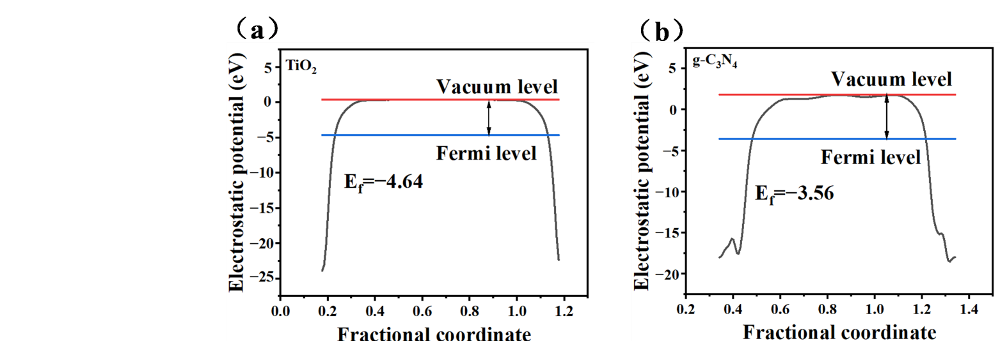 (a)
TiO₂
Electrostatic potential (eV)
5
0
−5
−10
−15
−20
−25
Vacuum level
Fermi level
E_f=−4.64
0.0 0.2 0.4 0.6 0.8 1.0 1.2
Fractional coordinate
(b)
g-C₃N₄
Electrostatic potential (eV)
5
0
−5
−10
−15
−20
Vacuum level
Fermi level
E_f=−3.56
0.2 0.4 0.6 0.8 1.0 1.2 1.4
Fractional coordinate